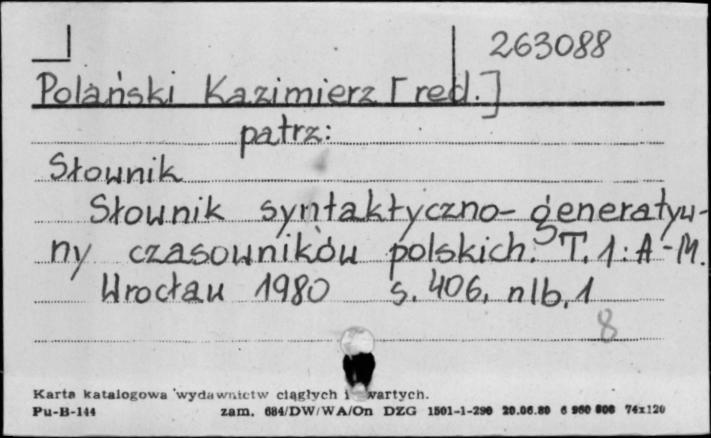 263088
Polański Kazimierz [red.]
patrz:
Słownik
Słownik syntaktyczno-generatyw-
ny czasowników polskich. T. 1: A-M.
Wrocław 1980 s. 406, nlb. 1
8
Karta katalogowa wydawnictw ciągłych i zwartych.
Pu-B-144 zam. 684/DW/WA/On DZG 1501-1-290 20.06.80 6 960 800 74x120